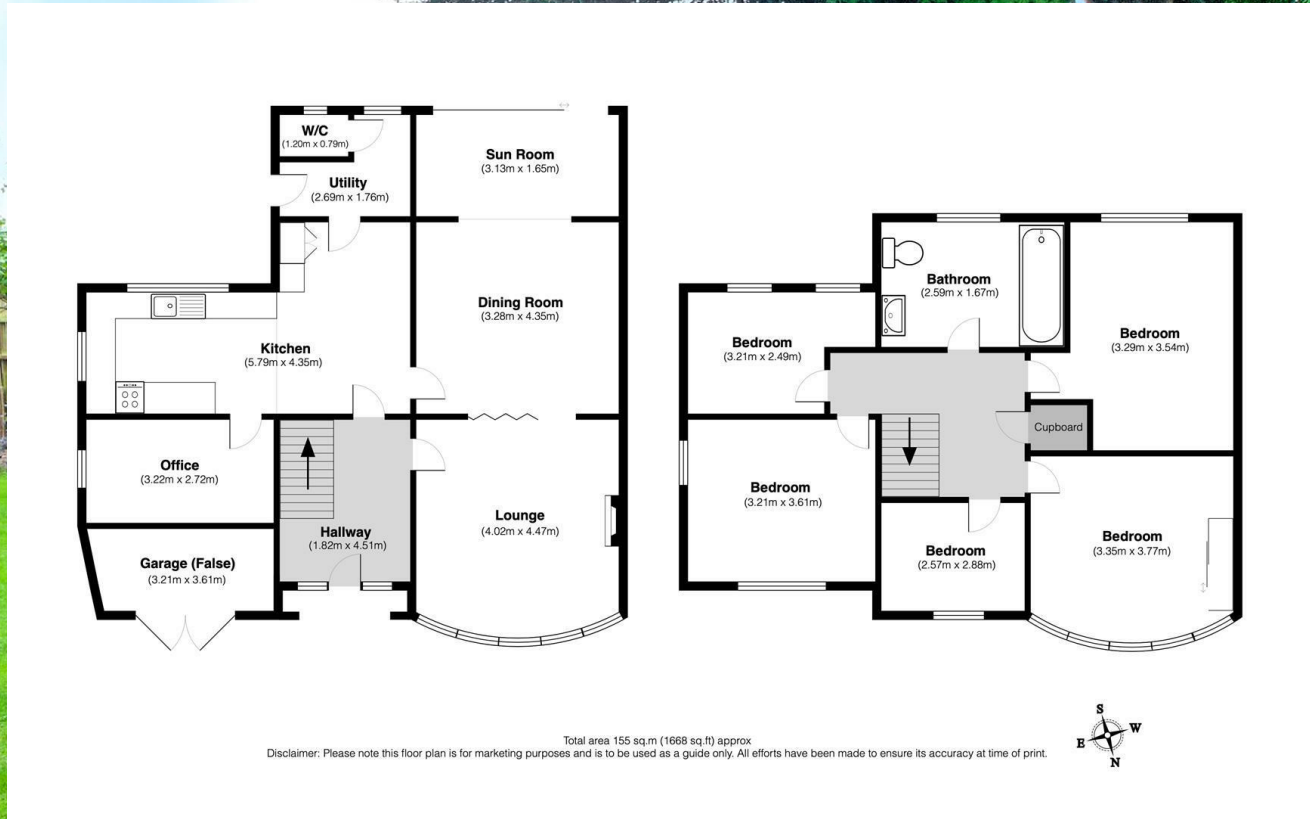 W/C
(1.20m x 0.79m)
Utility
(2.69m x 1.76m)
Sun Room
(3.13m x 1.65m)
Dining Room
(3.28m x 4.35m)
Kitchen
(5.79m x 4.35m)
Office
(3.22m x 2.72m)
Garage (False)
(3.21m x 3.61m)
Hallway
(1.82m x 4.51m)
Lounge
(4.02m x 4.47m)
Bathroom
(2.59m x 1.67m)
Bedroom
(3.21m x 2.49m)
Bedroom
(3.29m x 3.54m)
Cupboard
Bedroom
(3.21m x 3.61m)
Bedroom
(2.57m x 2.88m)
Bedroom
(3.35m x 3.77m)
S
W
E
N
Total area 155 sq.m (1668 sq.ft) approx
Disclaimer: Please note this floor plan is for marketing purposes and is to be used as a guide only. All efforts have been made to ensure its accuracy at time of print.